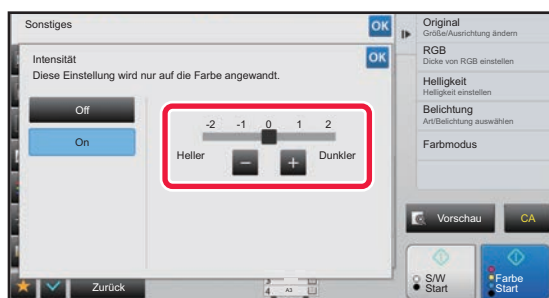 Sonstiges
OK
Intensität
OK
Diese Einstellung wird nur auf die Farbe angewandt.
Off
On
-2 -1 0 1 2
Heller
−
+
Dunkler
Zurück
3
4 A3
Original
Größe/Ausrichtung ändern
RGB
Dicke von RGB einstellen
Helligkeit
Helligkeit einstellen
Belichtung
Art/Belichtung auswählen
Farbmodus
Vorschau
CA
S/W
Start
Farbe
Start